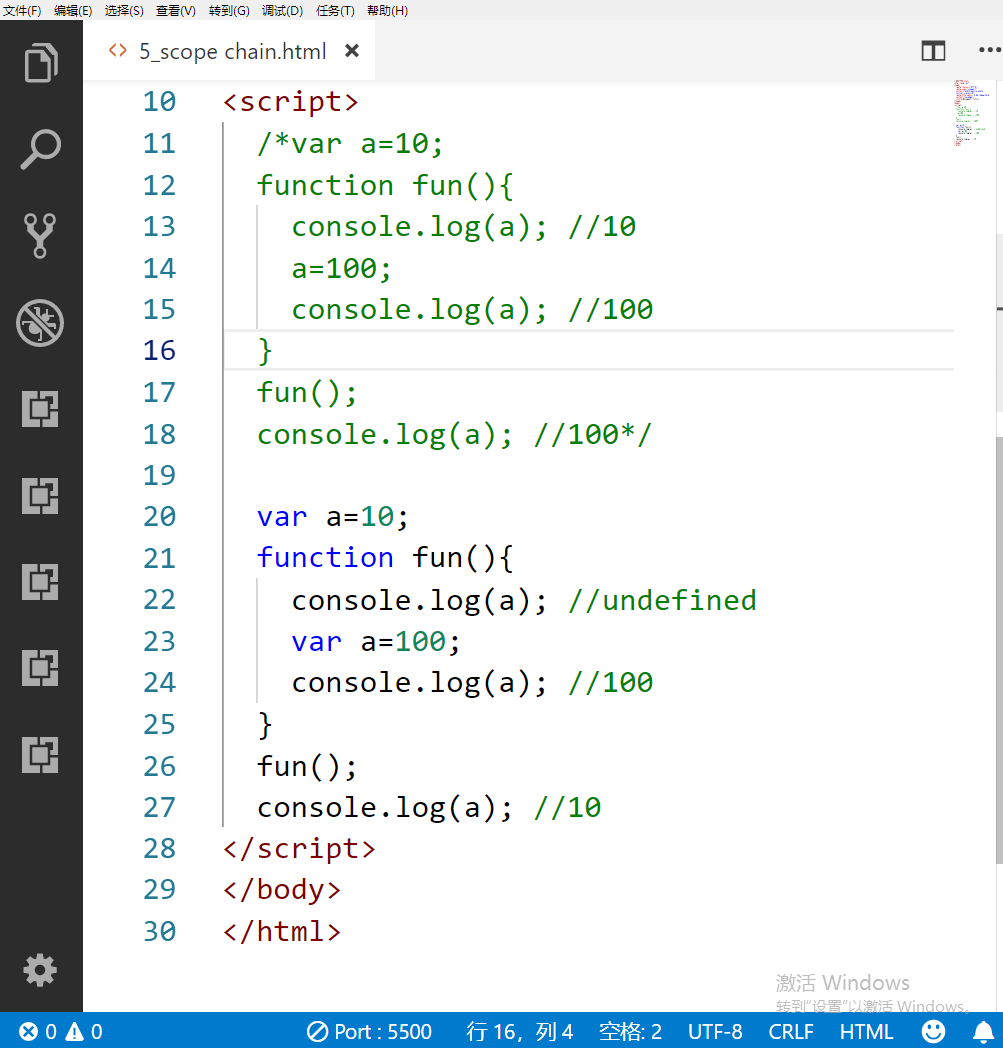 文件(F) 编辑(E) 选择(S) 查看(V) 转到(G) 调试(D) 任务(T) 帮助(H)
<> 5_scope chain.html ×
10 <script>
11 /*var a=10;
12 function fun(){
13 console.log(a); //10
14 a=100;
15 console.log(a); //100
16 }
17 fun();
18 console.log(a); //100*/
19
20 var a=10;
21 function fun(){
22 console.log(a); //undefined
23 var a=100;
24 console.log(a); //100
25 }
26 fun();
27 console.log(a); //10
28 </script>
29 </body>
30 </html>
激活 Windows
转到"设置"以激活 Windows。
0 0 Port : 5500 行 16，列 4 空格: 2 UTF-8 CRLF HTML